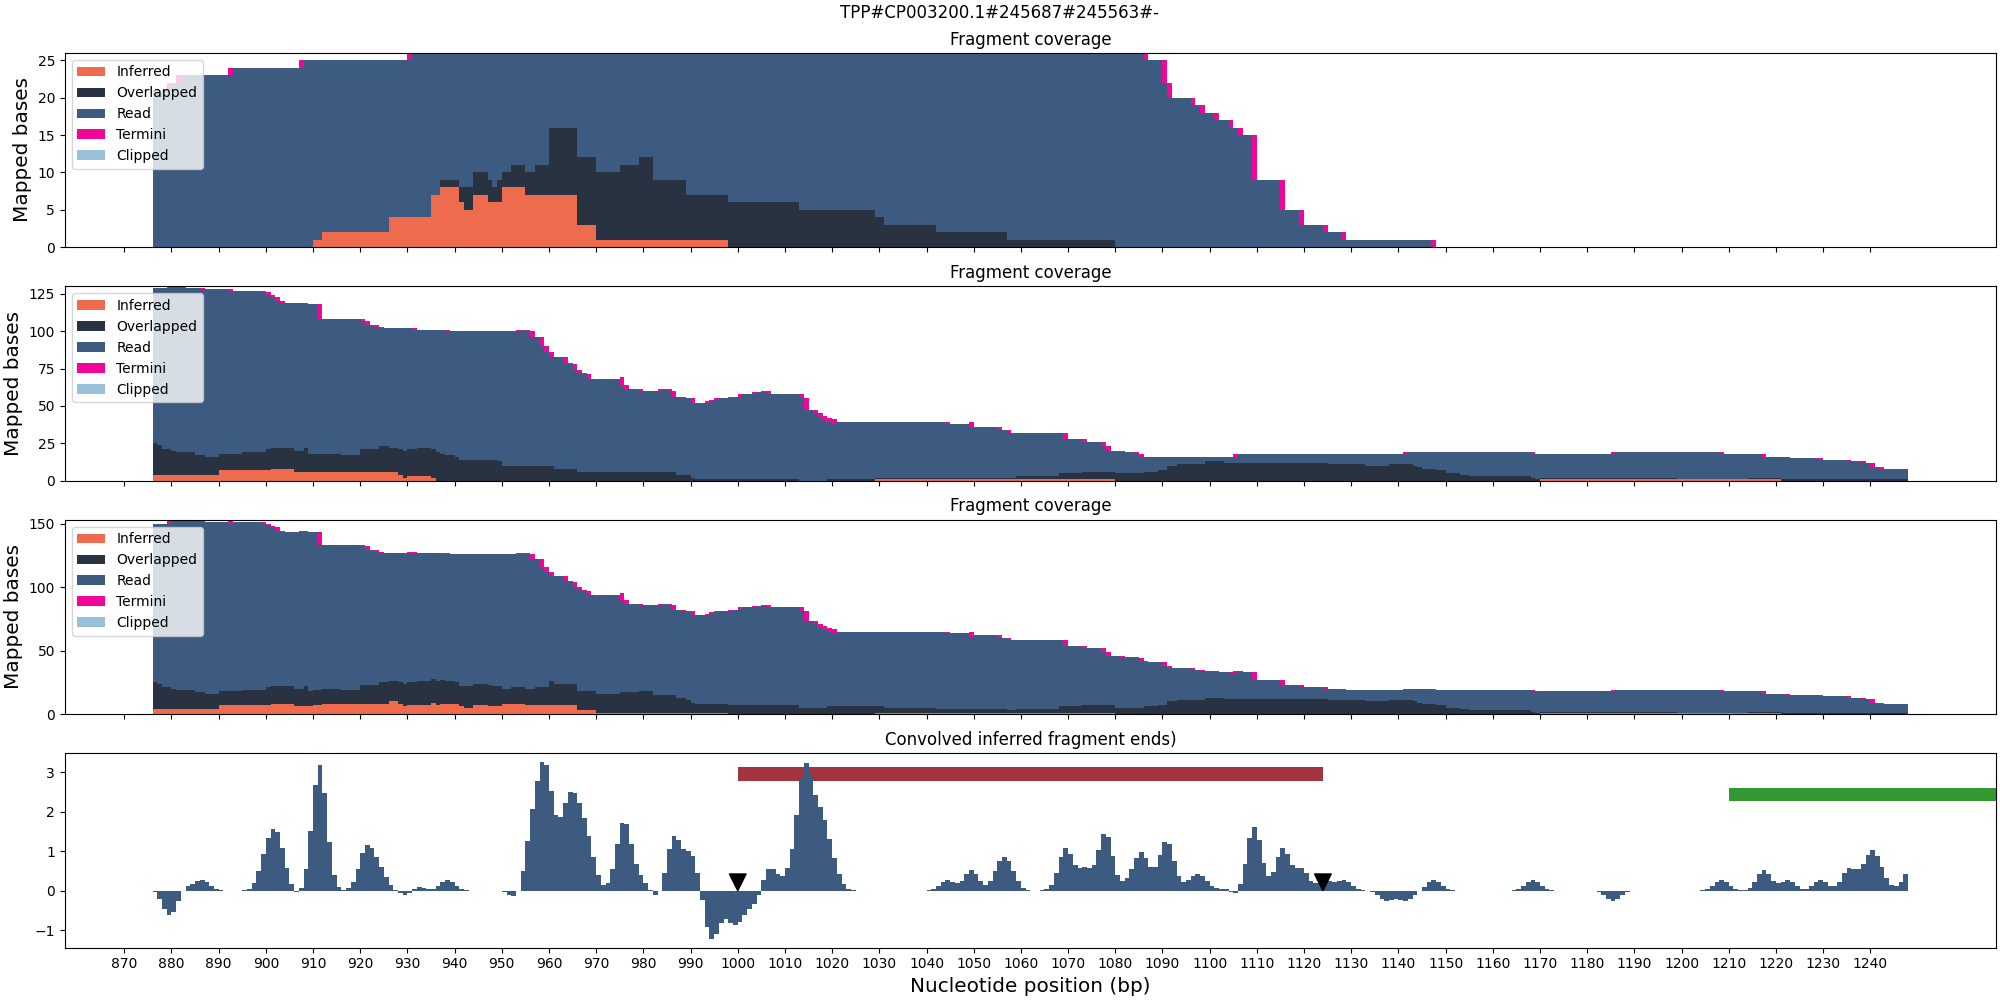 TPP#CP003200.1#245687#245563#-
Fragment coverage
Mapped bases
25
20
15
10
5
0
Inferred
Overlapped
Read
Termini
Clipped
Fragment coverage
Mapped bases
125
100
75
50
25
0
Inferred
Overlapped
Read
Termini
Clipped
Fragment coverage
Mapped bases
150
100
50
0
Inferred
Overlapped
Read
Termini
Clipped
Convolved inferred fragment ends)
3
2
1
0
−1
870 880 890 900 910 920 930 940 950 960 970 980 990 1000 1010 1020 1030 1040 1050 1060 1070 1080 1090 1100 1110 1120 1130 1140 1150 1160 1170 1180 1190 1200 1210 1220 1230 1240
Nucleotide position (bp)